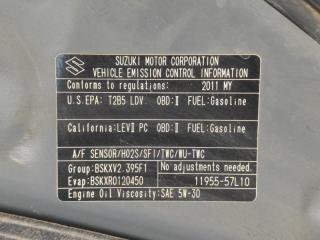 SUZUKI MOTOR CORPORATION
VEHICLE EMISSION CONTROL INFORMATION
Conforms to regulations: 2011 MY
U.S.EPA: T2B5 LDV OBD:II FUEL:Gasoline
California:LEVII PC OBD:II FUEL:Gasoline
A/F SENSOR/HO2S/SFI/TWC/WU-TWC
Group:BSKXV2.395F1 No adjustments needed.
Evap:BSKXR0120450 11955-57L10
Engine Oil Viscosity:SAE 5W-30